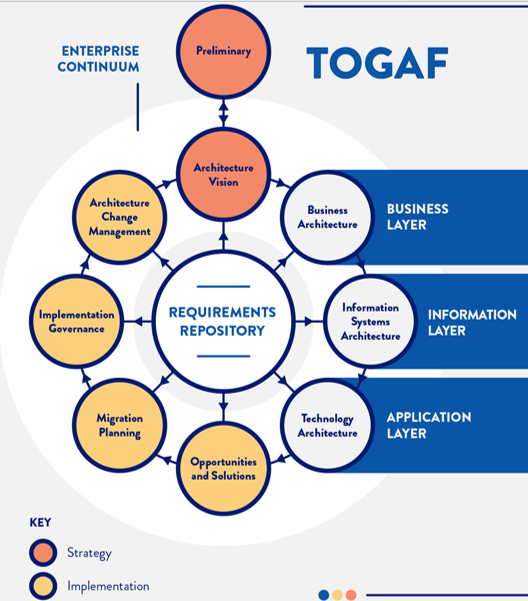 ENTERPRISE
CONTINUUM
Preliminary
TOGAF
Architecture
Vision
Architecture
Change
Management
Business
Architecture
BUSINESS
LAYER
Implementation
Governance
REQUIREMENTS
REPOSITORY
Information
Systems
Architecture
INFORMATION
LAYER
Migration
Planning
Technology
Architecture
APPLICATION
LAYER
Opportunities
and Solutions
KEY
Strategy
Implementation